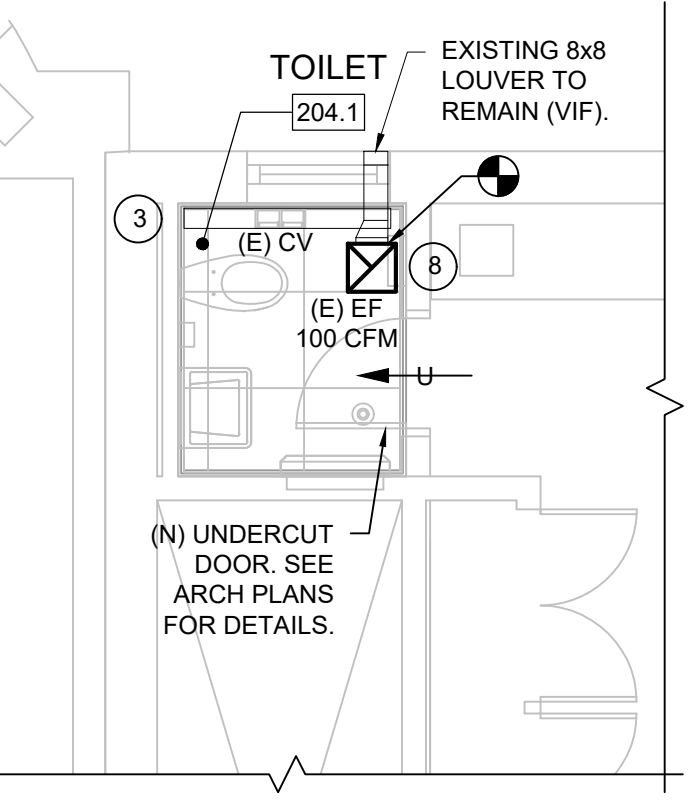 TOILET
204.1
EXISTING 8x8
LOUVER TO
REMAIN (VIF).
3
(E) CV
8
(E) EF
100 CFM
U
(N) UNDERCUT
DOOR. SEE
ARCH PLANS
FOR DETAILS.